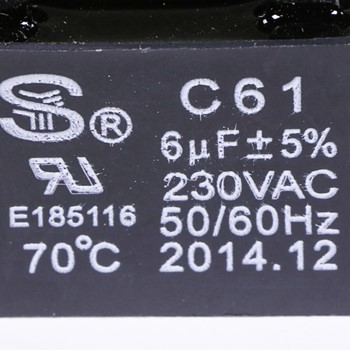 C61
®
6µF±5%
230VAC
E185116
50/60Hz
70℃
2014.12